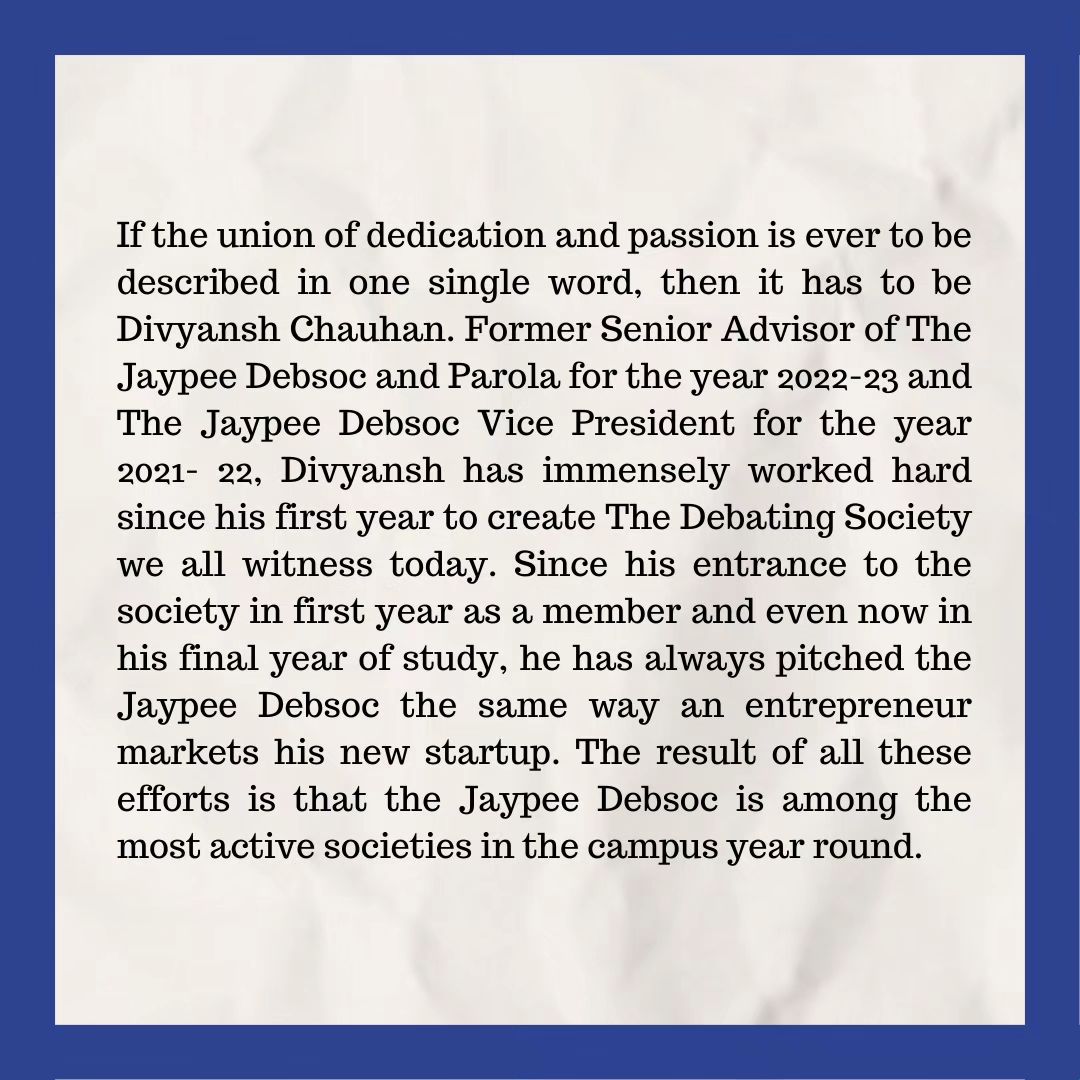 If the union of dedication and passion is ever to be
described in one single word, then it has to be
Divyansh Chauhan. Former Senior Advisor of The
Jaypee Debsoc and Parola for the year 2022-23 and
The Jaypee Debsoc Vice President for the year
2021- 22, Divyansh has immensely worked hard
since his first year to create The Debating Society
we all witness today. Since his entrance to the
society in first year as a member and even now in
his final year of study, he has always pitched the
Jaypee Debsoc the same way an entrepreneur
markets his new startup. The result of all these
efforts is that the Jaypee Debsoc is among the
most active societies in the campus year round.